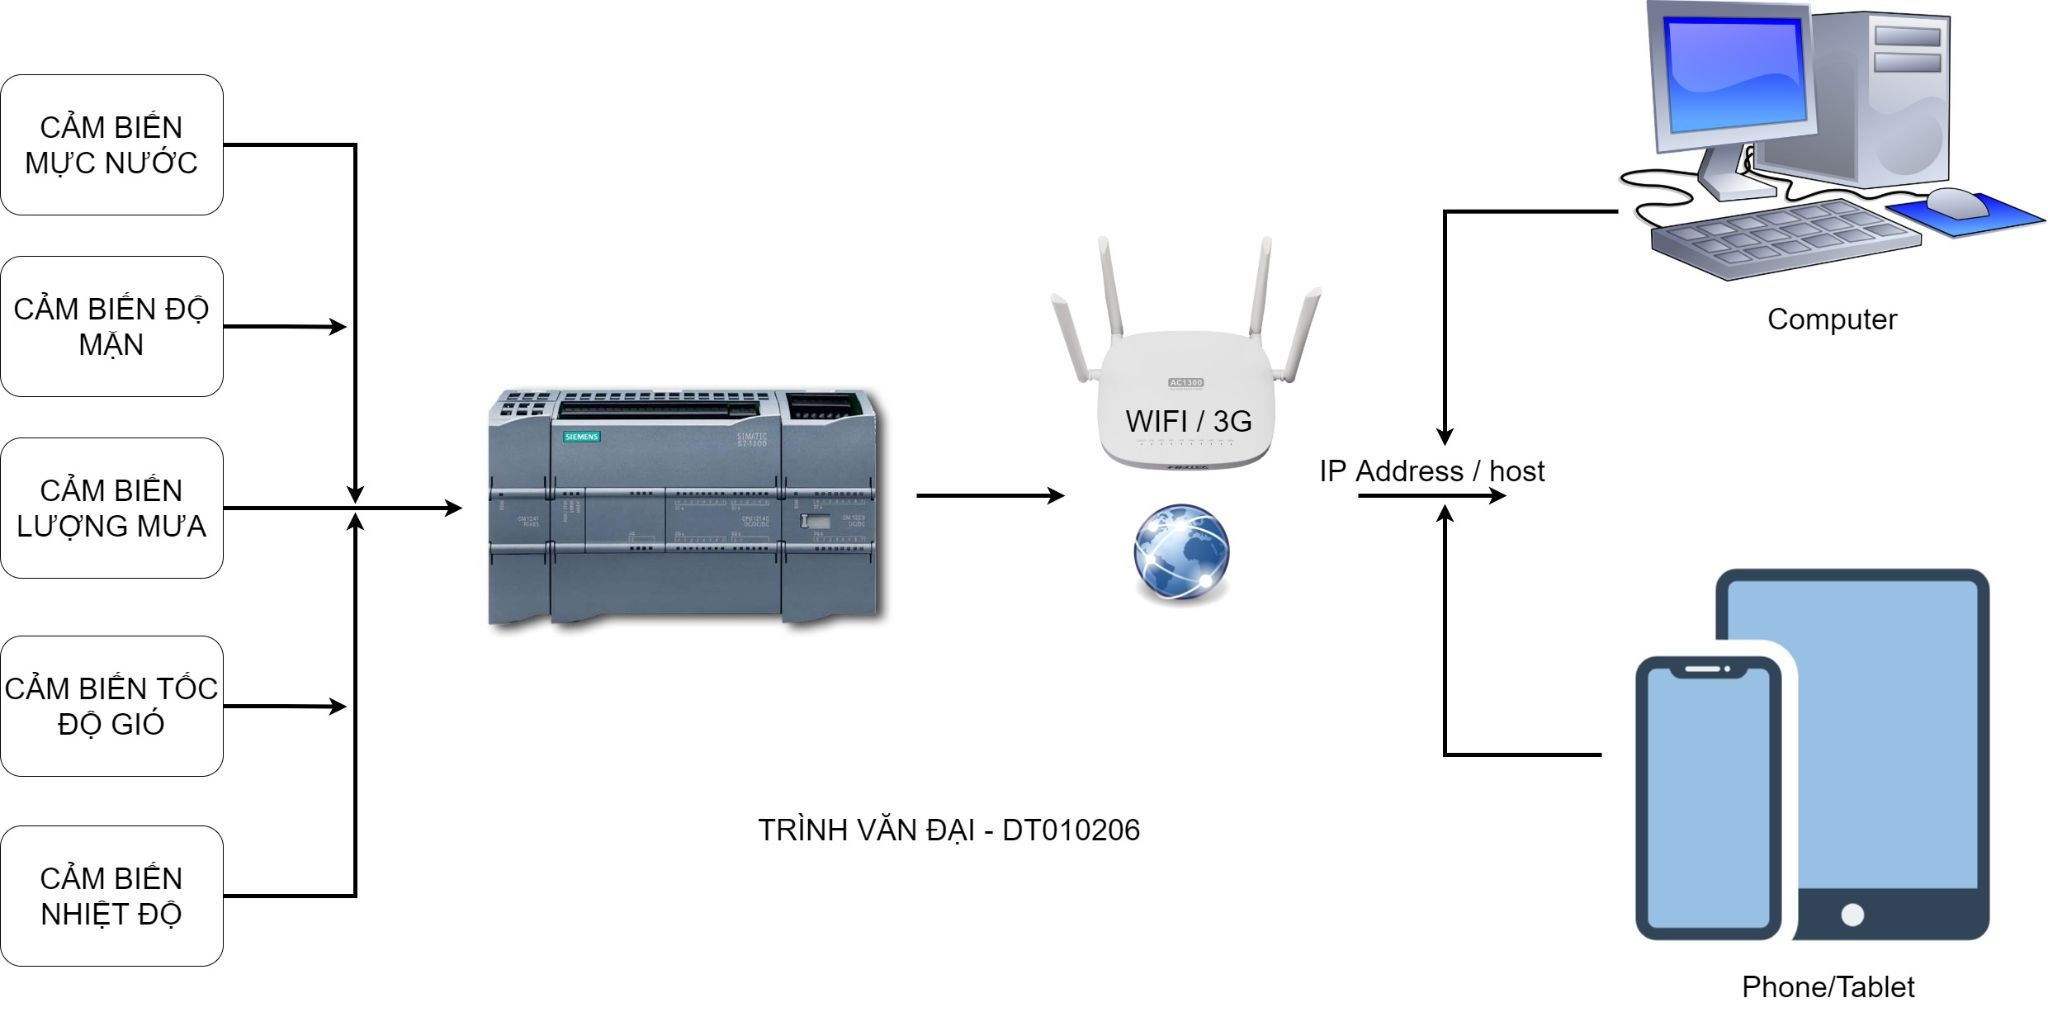 CẢM BIẾN
MỰC NƯỚC
CẢM BIẾN ĐỘ
MẶN
CẢM BIẾN
LƯỢNG MƯA
CẢM BIẾN TỐC
ĐỘ GIÓ
CẢM BIẾN
NHIỆT ĐỘ
SIEMENS
SIMATIC
S7-1200
AC1300
WIFI / 3G
IP Address / host
Computer
Phone/Tablet
TRÌNH VĂN ĐẠI - DT010206